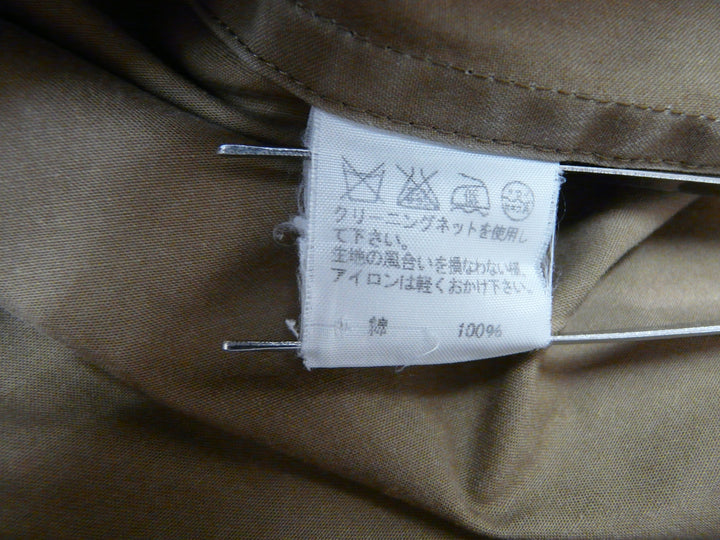 クリーニングネットを使用し
て下さい。
生地の風合いを損なわない様、
アイロンは軽くおかけ下さい。
綿 100%